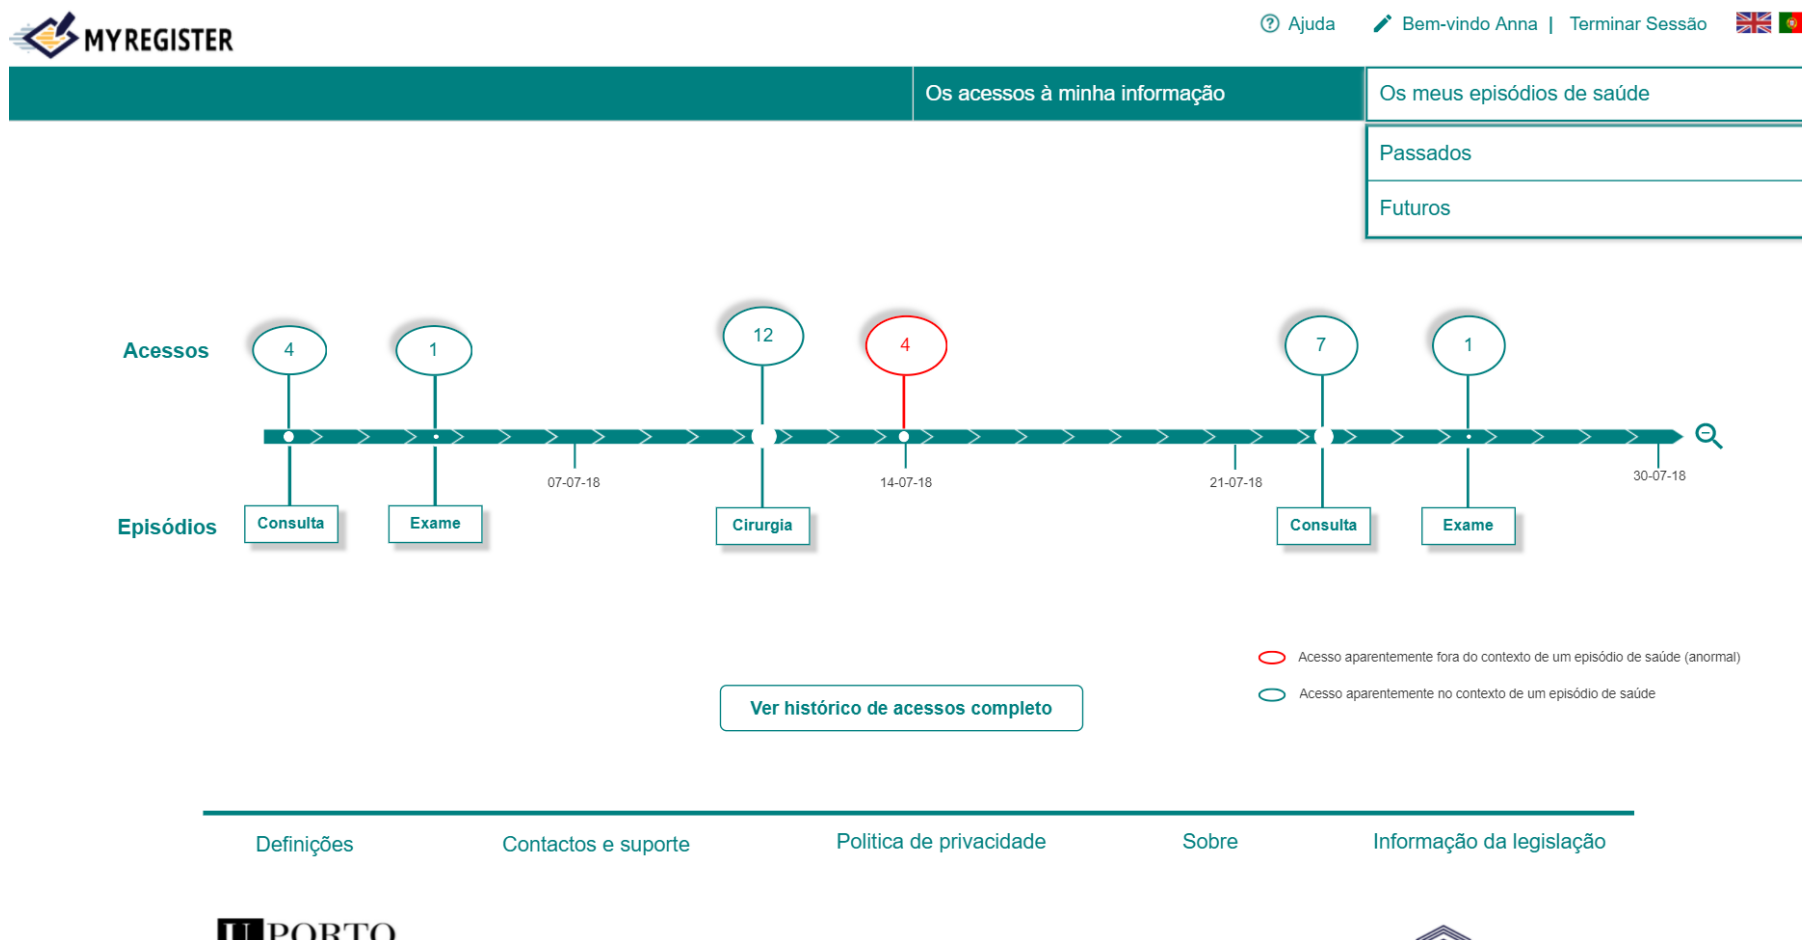 MYREGISTER
Ajuda
Bem-vindo Anna | Terminar Sessão
Os acessos à minha informação
Os meus episódios de saúde
Passados
Futuros
Acessos
4
1
12
4
7
1
07-07-18
14-07-18
21-07-18
30-07-18
Episódios
Consulta
Exame
Cirurgia
Consulta
Exame
Acesso aparentemente fora do contexto de um episódio de saúde (anormal)
Acesso aparentemente no contexto de um episódio de saúde
Ver histórico de acessos completo
Definições
Contactos e suporte
Politica de privacidade
Sobre
Informação da legislação
U.PORTO